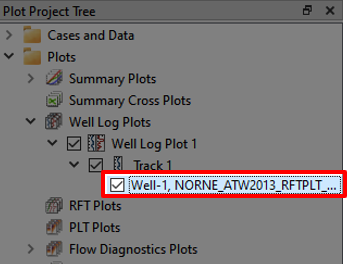 Plot Project Tree
Cases and Data
Plots
Summary Plots
Summary Cross Plots
Well Log Plots
Well Log Plot 1
Track 1
Well-1, NORNE_ATW2013_RFTPLT_...
RFT Plots
PLT Plots
Flow Diagnostics Plots